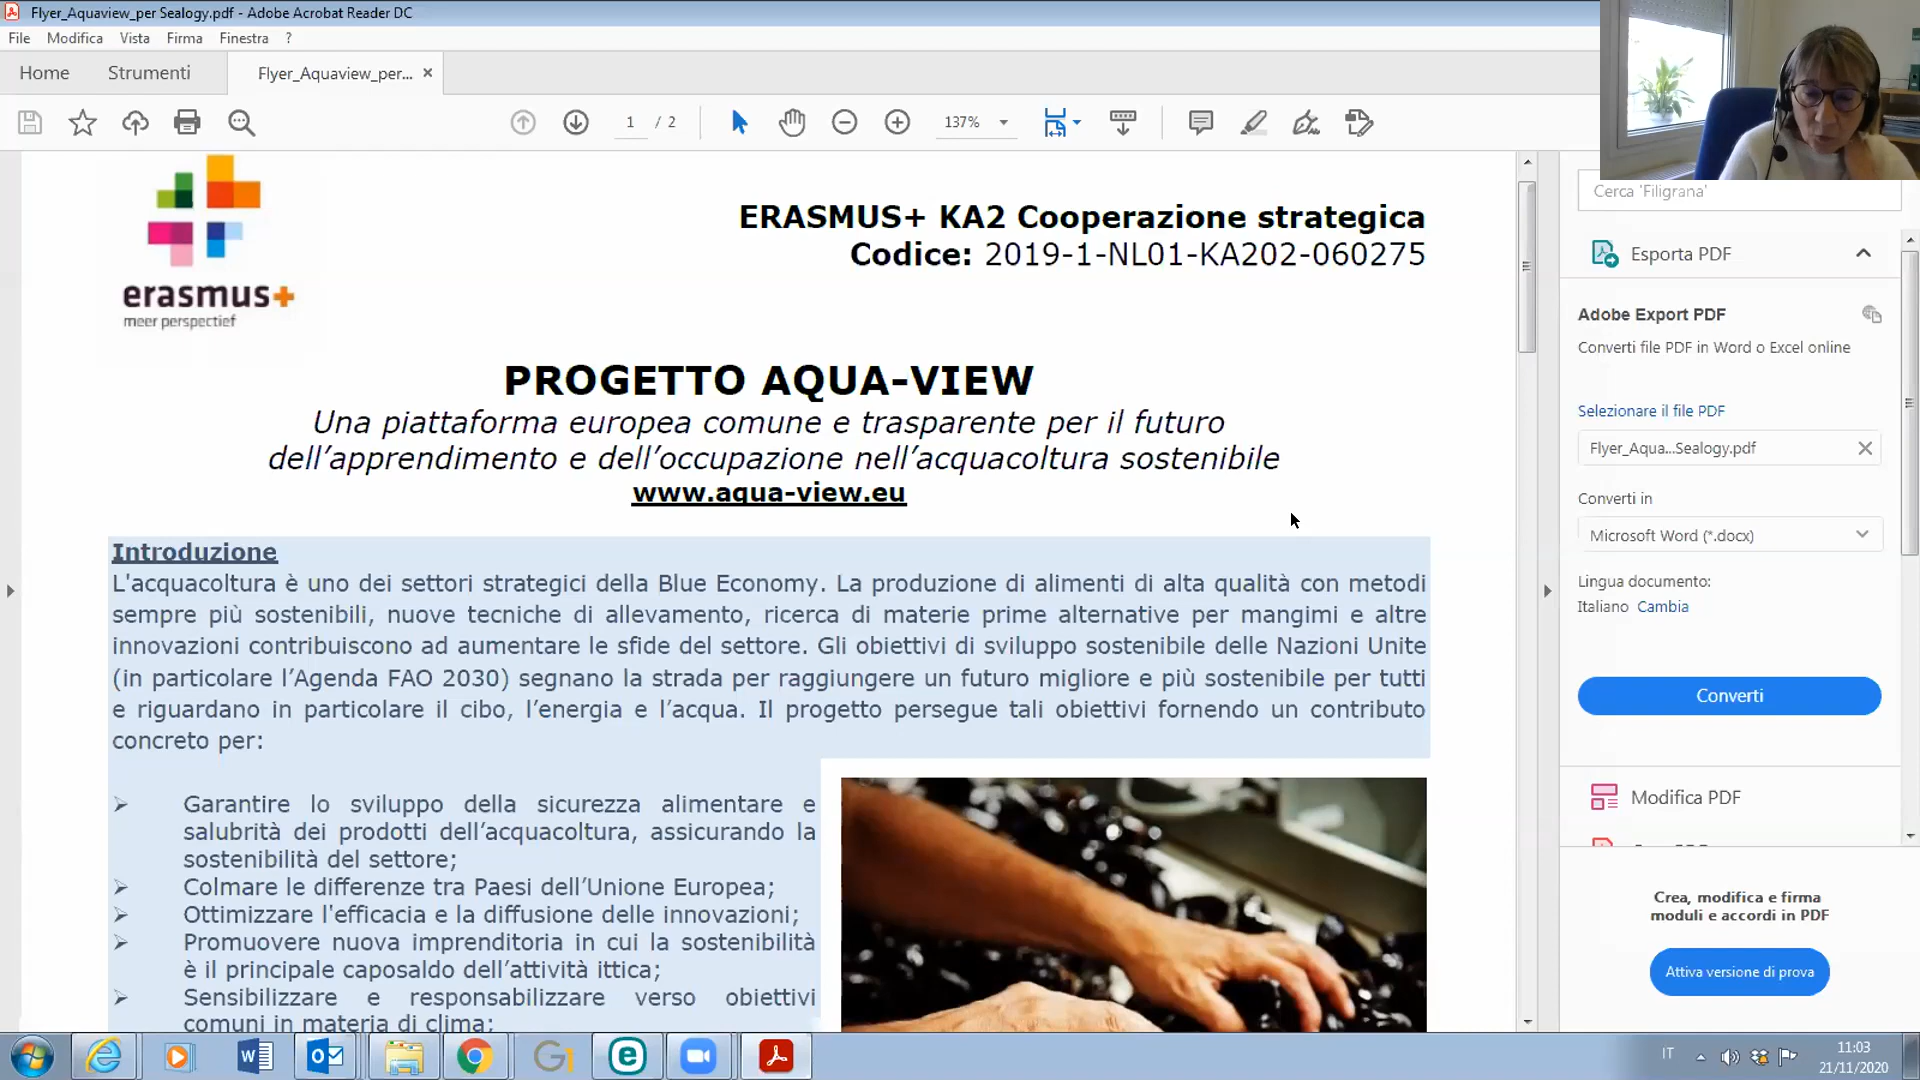 Flyer_Aquaview_per Sealogy.pdf - Adobe Acrobat Reader DC
File Modifica Vista Firma Finestra ?
Home Strumenti Flyer_Aquaview_per... ×
1 / 2 137%
Cerca 'Filigrana'
erasmus+
meer perspectief
ERASMUS+ KA2 Cooperazione strategica
Codice: 2019-1-NL01-KA202-060275
PROGETTO AQUA-VIEW
Una piattaforma europea comune e trasparente per il futuro
dell’apprendimento e dell’occupazione nell’acquacoltura sostenibile
www.aqua-view.eu
Introduzione
L'acquacoltura è uno dei settori strategici della Blue Economy. La produzione di alimenti di alta qualità con metodi
sempre più sostenibili, nuove tecniche di allevamento, ricerca di materie prime alternative per mangimi e altre
innovazioni contribuiscono ad aumentare le sfide del settore. Gli obiettivi di sviluppo sostenibile delle Nazioni Unite
(in particolare l’Agenda FAO 2030) segnano la strada per raggiungere un futuro migliore e più sostenibile per tutti
e riguardano in particolare il cibo, l’energia e l’acqua. Il progetto persegue tali obiettivi fornendo un contributo
concreto per:
➢ Garantire lo sviluppo della sicurezza alimentare e
salubrità dei prodotti dell’acquacoltura, assicurando la
sostenibilità del settore;
➢ Colmare le differenze tra Paesi dell’Unione Europea;
➢ Ottimizzare l'efficacia e la diffusione delle innovazioni;
➢ Promuovere nuova imprenditoria in cui la sostenibilità
è il principale caposaldo dell’attività ittica;
➢ Sensibilizzare e responsabilizzare verso obiettivi
comuni in materia di clima;
Esporta PDF
Adobe Export PDF
Converti file PDF in Word o Excel online
Selezionare il file PDF
Flyer_Aqua...Sealogy.pdf
Converti in
Microsoft Word (*.docx)
Lingua documento:
Italiano Cambia
Converti
Modifica PDF
Crea, modifica e firma
moduli e accordi in PDF
Attiva versione di prova
IT
11:03
21/11/2020